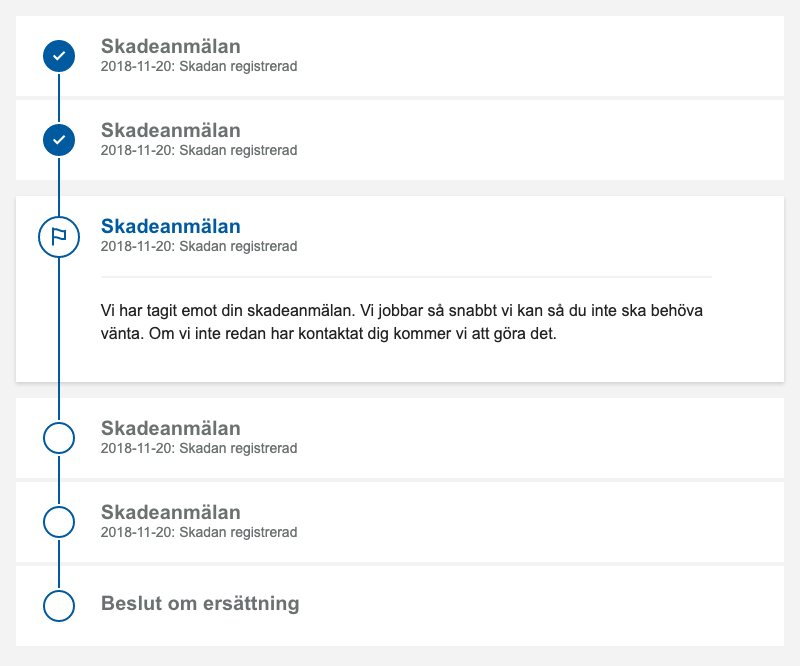 Skadeanmälan
2018-11-20: Skadan registrerad
Skadeanmälan
2018-11-20: Skadan registrerad
Skadeanmälan
2018-11-20: Skadan registrerad
Vi har tagit emot din skadeanmälan. Vi jobbar så snabbt vi kan så du inte ska behöva
vänta. Om vi inte redan har kontaktat dig kommer vi att göra det.
Skadeanmälan
2018-11-20: Skadan registrerad
Skadeanmälan
2018-11-20: Skadan registrerad
Beslut om ersättning